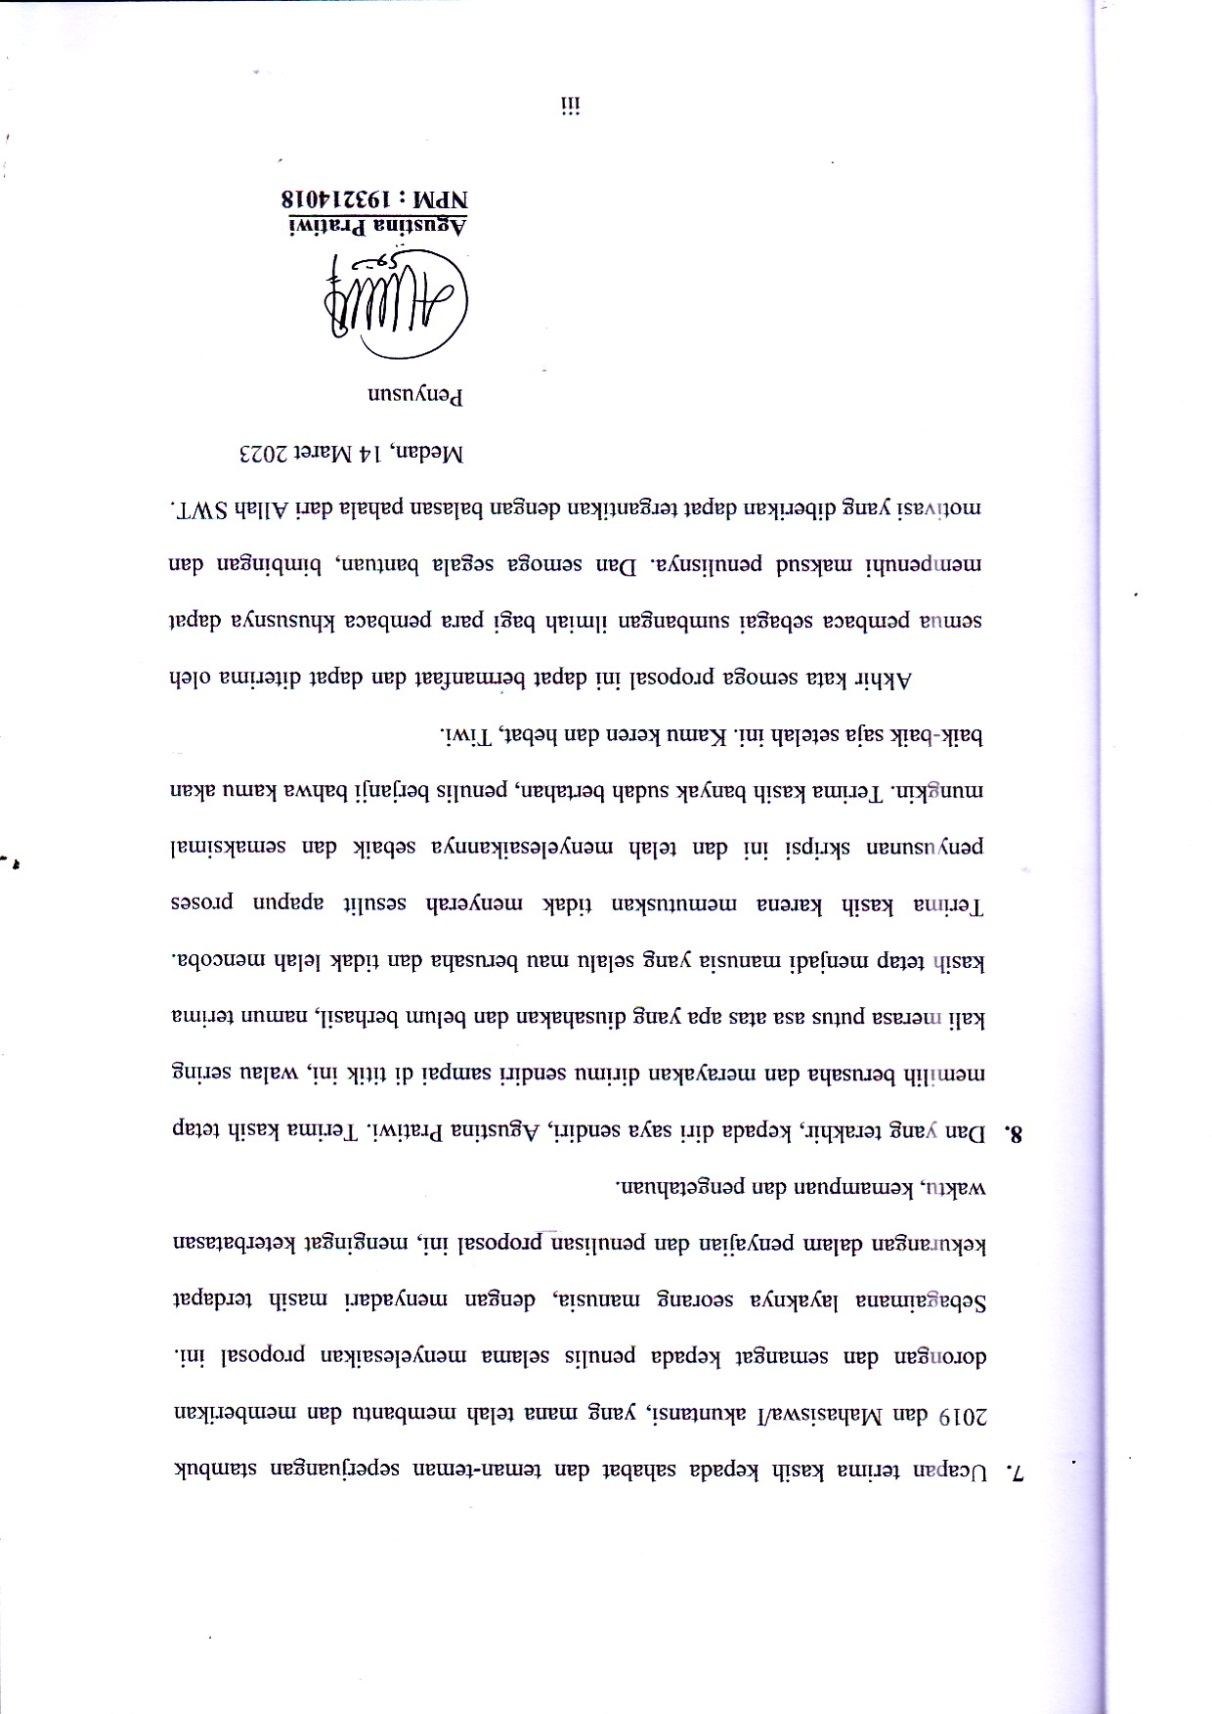 7. Ucapan terima kasih kepada sahabat dan teman-teman seperjuangan stambuk
2019 dan Mahasiswa/I akuntansi, yang mana telah membantu dan memberikan
dorongan dan semangat kepada penulis selama menyelesaikan proposal ini.
Sebagaimana layaknya seorang manusia, dengan menyadari masih terdapat
kekurangan dalam penyajian dan penulisan proposal ini, mengingat keterbatasan
waktu, kemampuan dan pengetahuan.
8. Dan yang terakhir, kepada diri saya sendiri, Agustina Pratiwi. Terima kasih tetap
memilih berusaha dan merayakan dirimu sendiri sampai di titik ini, walau sering
kali merasa putus asa atas apa yang diusahakan dan belum berhasil, namun terima
kasih tetap menjadi manusia yang selalu mau berusaha dan tidak lelah mencoba.
Terima kasih karena memutuskan tidak menyerah sesulit apapun proses
penyusunan skripsi ini dan telah menyelesaikannya sebaik dan semaksimal
mungkin. Terima kasih banyak sudah bertahan, penulis berjanji bahwa kamu akan
baik-baik saja setelah ini. Kamu keren dan hebat, Tiwi.
Akhir kata semoga proposal ini dapat bermanfaat dan dapat diterima oleh
semua pembaca sebagai sumbangan ilmiah bagi para pembaca khususnya dapat
mempenuhi maksud penulisnya. Dan semoga segala bantuan, bimbingan dan
motivasi yang diberikan dapat tergantikan dengan balasan pahala dari Allah SWT.
Medan, 14 Maret 2023
Penyusun
Agustina Pratiwi
NPM : 193214018
iii